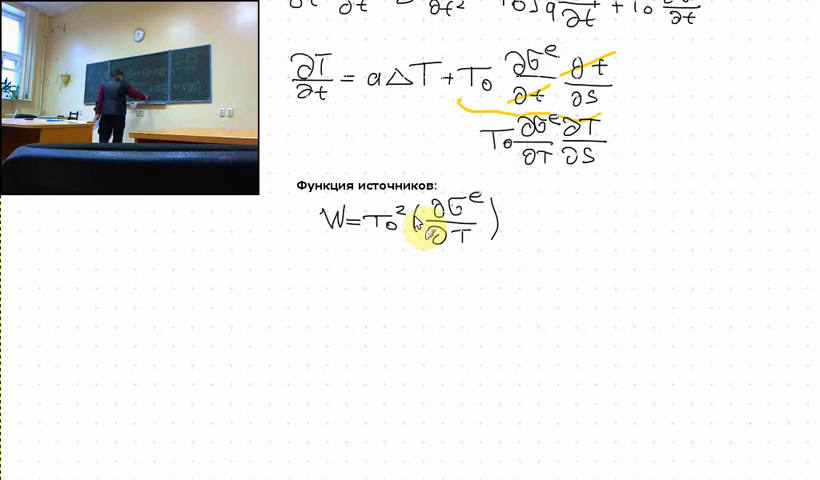 ∂T/∂t = aΔT + T₀ ∂σᵉ/∂t ∂t/∂S
T₀ ∂σᵉ/∂T ∂T/∂S
Функция источников:
W = T₀² (∂σᵉ/∂T)